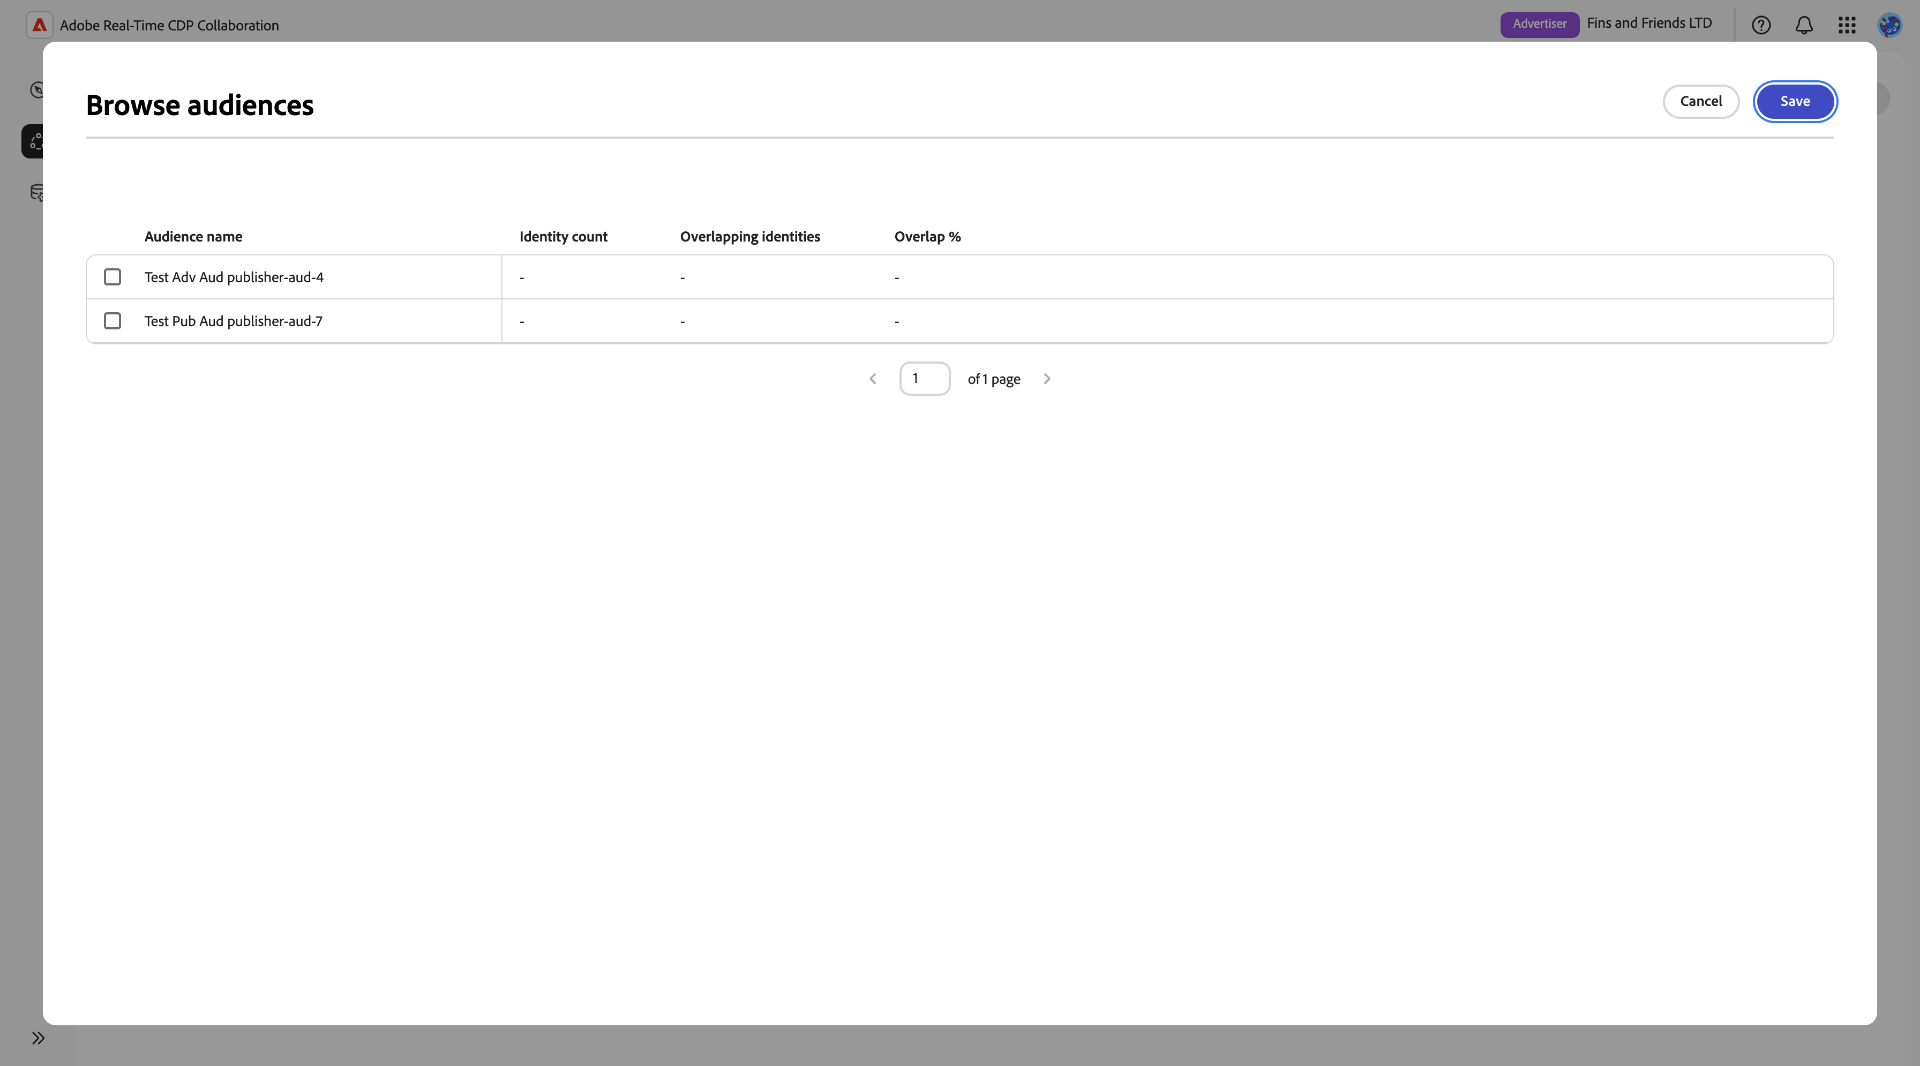 Adobe Real-Time CDP Collaboration
Advertiser
Fins and Friends LTD
Browse audiences
Cancel
Save
Audience name
Identity count
Overlapping identities
Overlap %
Test Adv Aud publisher-aud-4
-
-
-
Test Pub Aud publisher-aud-7
-
-
-
1
of 1 page